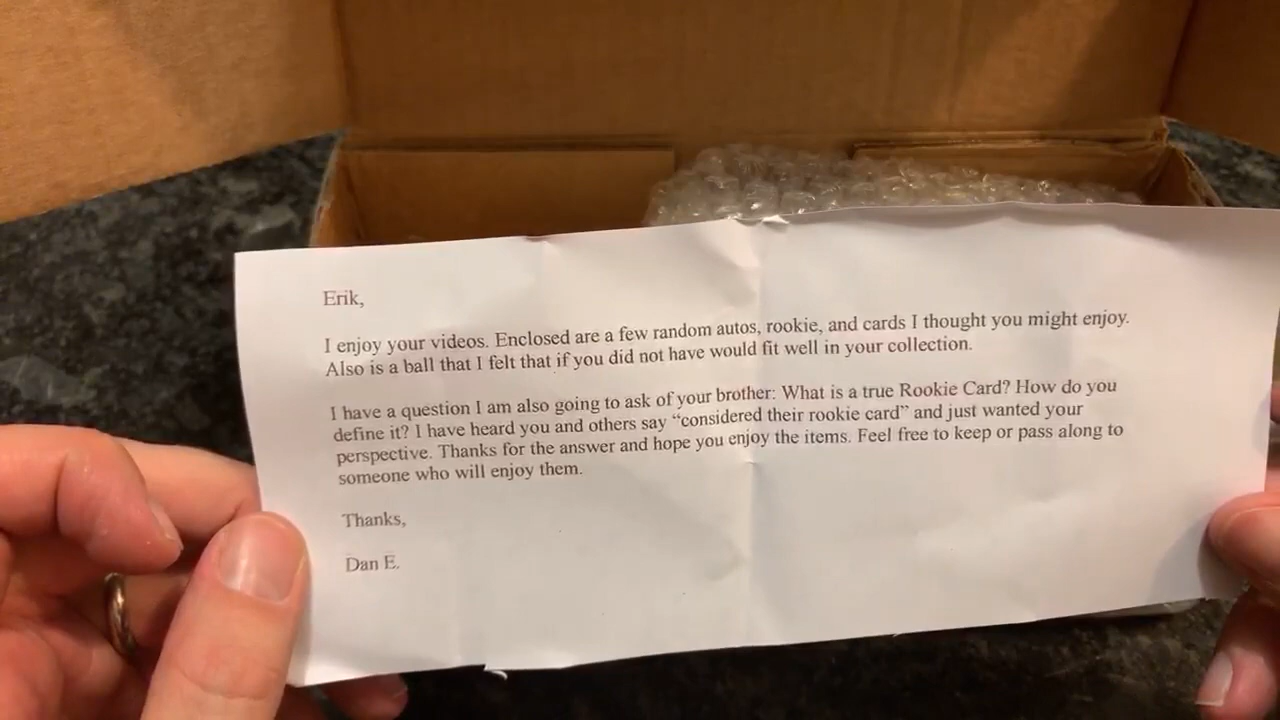 Erik,
I enjoy your videos. Enclosed are a few random autos, rookie, and cards I thought you might enjoy.
Also is a ball that I felt that if you did not have would fit well in your collection.
I have a question I am also going to ask of your brother: What is a true Rookie Card? How do you
define it? I have heard you and others say “considered their rookie card” and just wanted your
perspective. Thanks for the answer and hope you enjoy the items. Feel free to keep or pass along to
someone who will enjoy them.
Thanks,
Dan E.